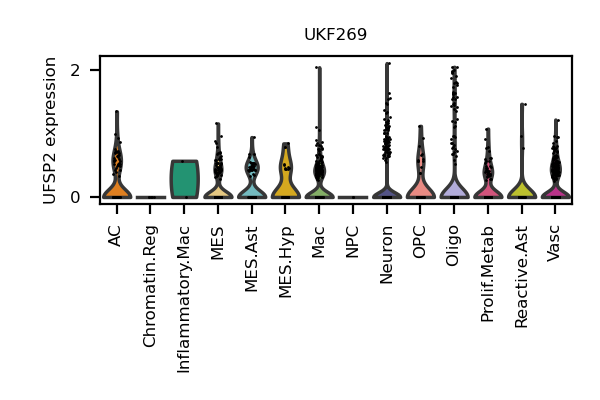 UKF269
UFSP2 expression
2
0
AC
Chromatin.Reg
Inflammatory.Mac
MES
MES.Ast
MES.Hyp
Mac
NPC
Neuron
OPC
Oligo
Prolif.Metab
Reactive.Ast
Vasc